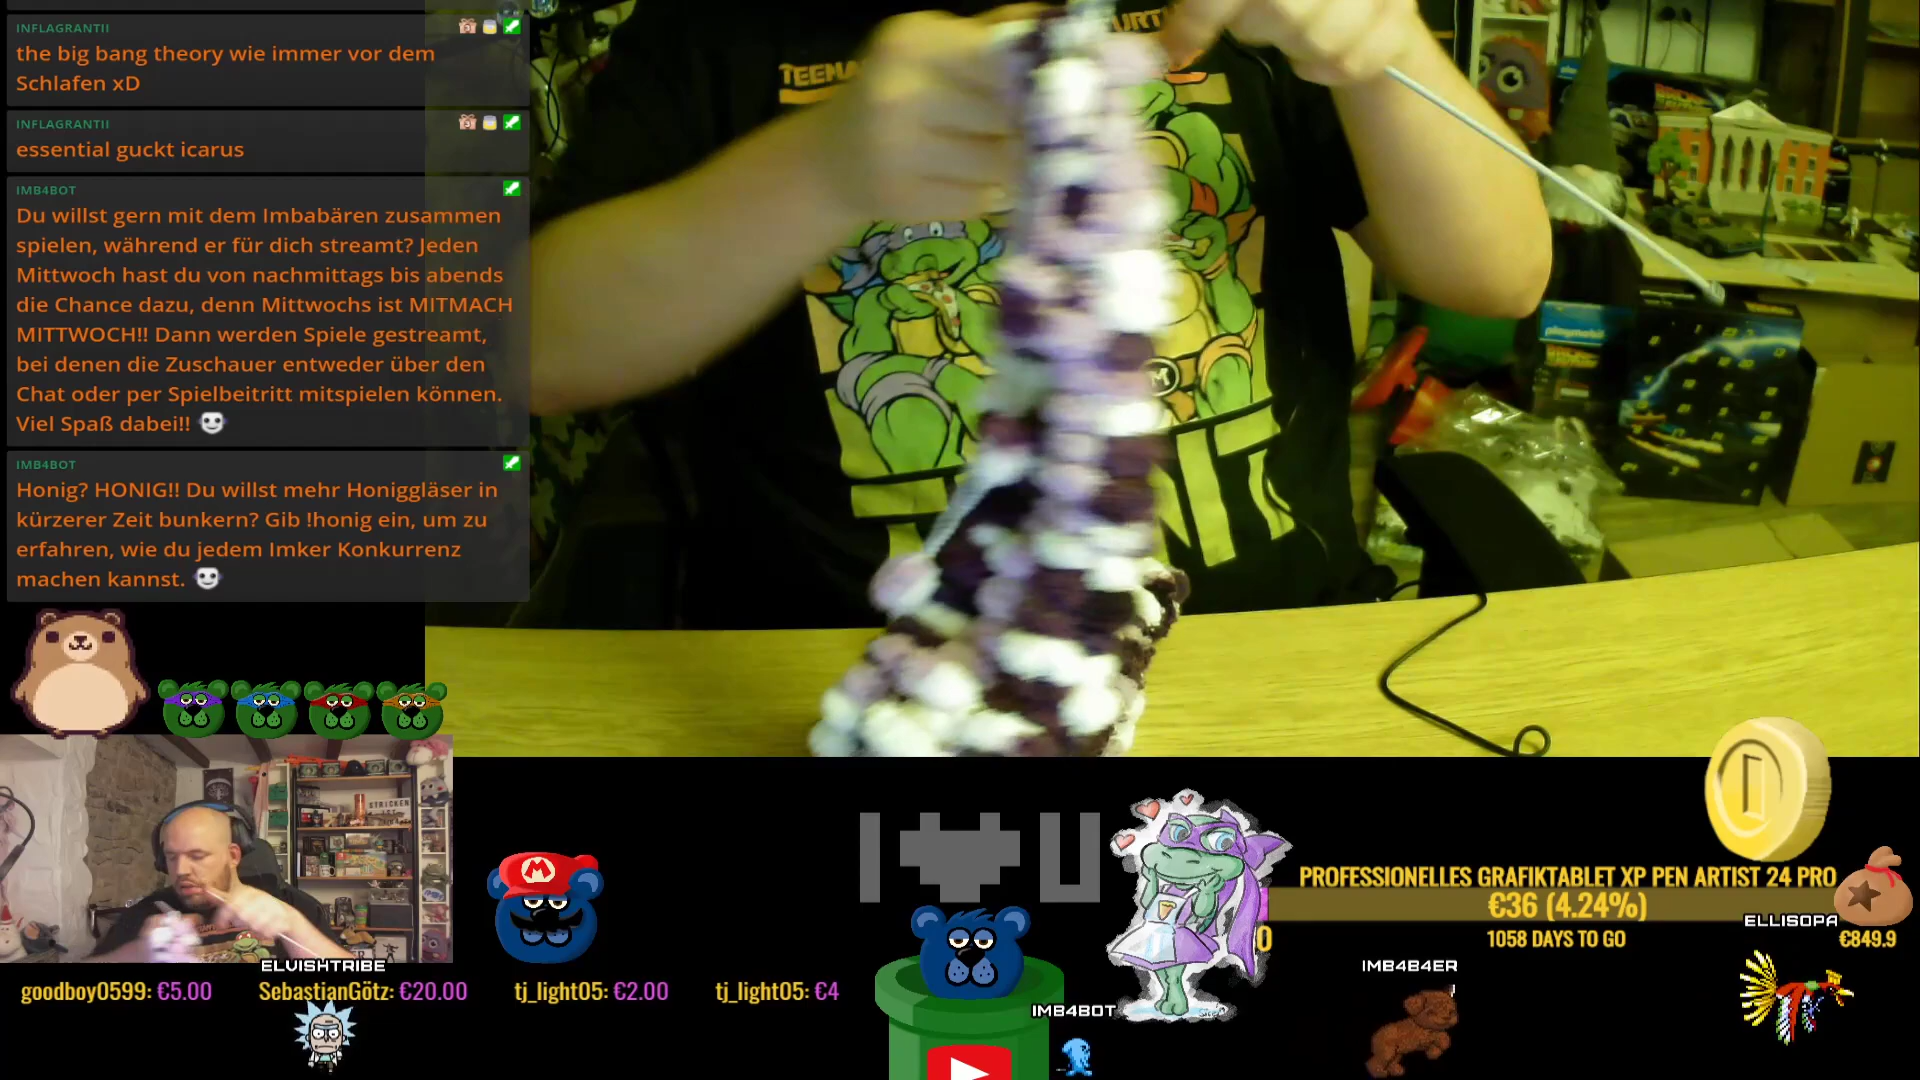 INFLAGRANTII
the big bang theory wie immer vor dem
Schlafen xD
INFLAGRANTII
essential guckt icarus
IMB4BOT
Du willst gern mit dem Imbabären zusammen
spielen, während er für dich streamt? Jeden
Mittwoch hast du von nachmittags bis abends
die Chance dazu, denn Mittwochs ist MITMACH
MITTWOCH!! Dann werden Spiele gestreamt,
bei denen die Zuschauer entweder über den
Chat oder per Spielbeitritt mitspielen können.
Viel Spaß dabei!!
IMB4BOT
Honig? HONIG!! Du willst mehr Honiggläser in
kürzerer Zeit bunkern? Gib !honig ein, um zu
erfahren, wie du jedem Imker Konkurrenz
machen kannst.
playmobil
STRICKEN
I U
PROFESSIONELLES GRAFIKTABLET XP PEN ARTIST 24 PRO
€36 (4.24%)
0
1058 DAYS TO GO
€849.9
ELLISOPA
IMB4B4ER
ELVISHTRIBE
goodboy0599: €5.00
SebastianGötz: €20.00
tj_light05: €2.00
tj_light05: €4
IMB4BOT